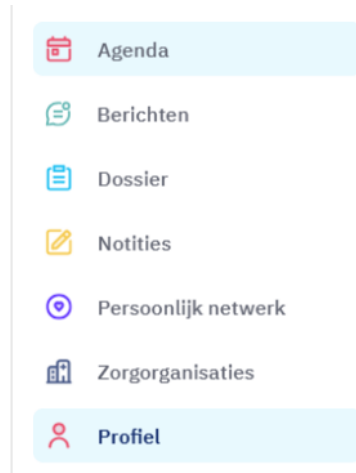 Agenda
Berichten
Dossier
Notities
Persoonlijk netwerk
Zorgorganisaties
Profiel